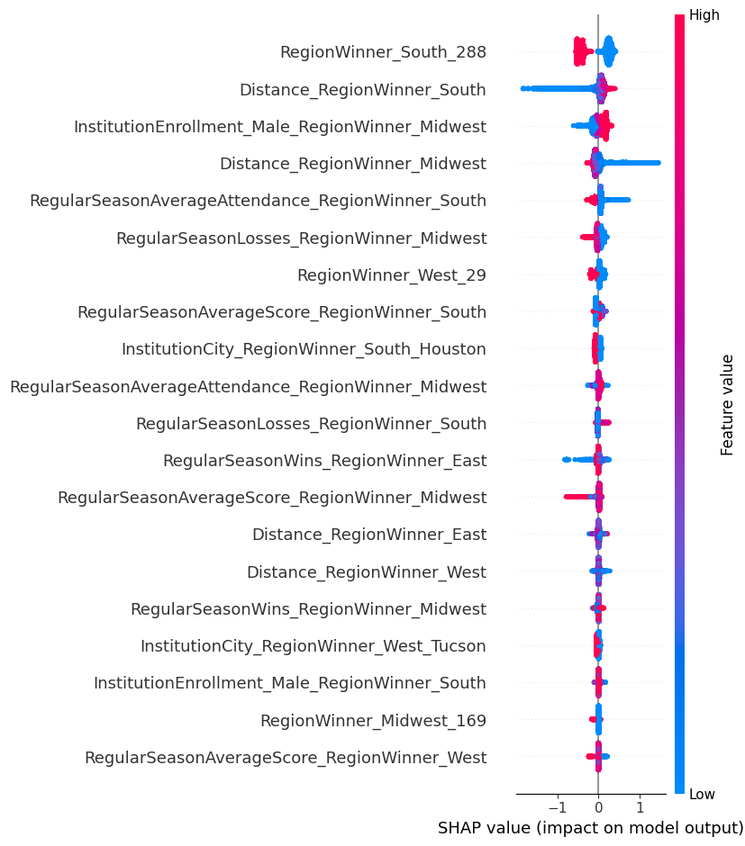 High
RegionWinner_South_288
Distance_RegionWinner_South
InstitutionEnrollment_Male_RegionWinner_Midwest
Distance_RegionWinner_Midwest
RegularSeasonAverageAttendance_RegionWinner_South
RegularSeasonLosses_RegionWinner_Midwest
RegionWinner_West_29
RegularSeasonAverageScore_RegionWinner_South
InstitutionCity_RegionWinner_South_Houston
RegularSeasonAverageAttendance_RegionWinner_Midwest
RegularSeasonLosses_RegionWinner_South
RegularSeasonWins_RegionWinner_East
RegularSeasonAverageScore_RegionWinner_Midwest
Distance_RegionWinner_East
Distance_RegionWinner_West
RegularSeasonWins_RegionWinner_Midwest
InstitutionCity_RegionWinner_West_Tucson
InstitutionEnrollment_Male_RegionWinner_South
RegionWinner_Midwest_169
RegularSeasonAverageScore_RegionWinner_West
Feature value
Low
−1 0 1
SHAP value (impact on model output)